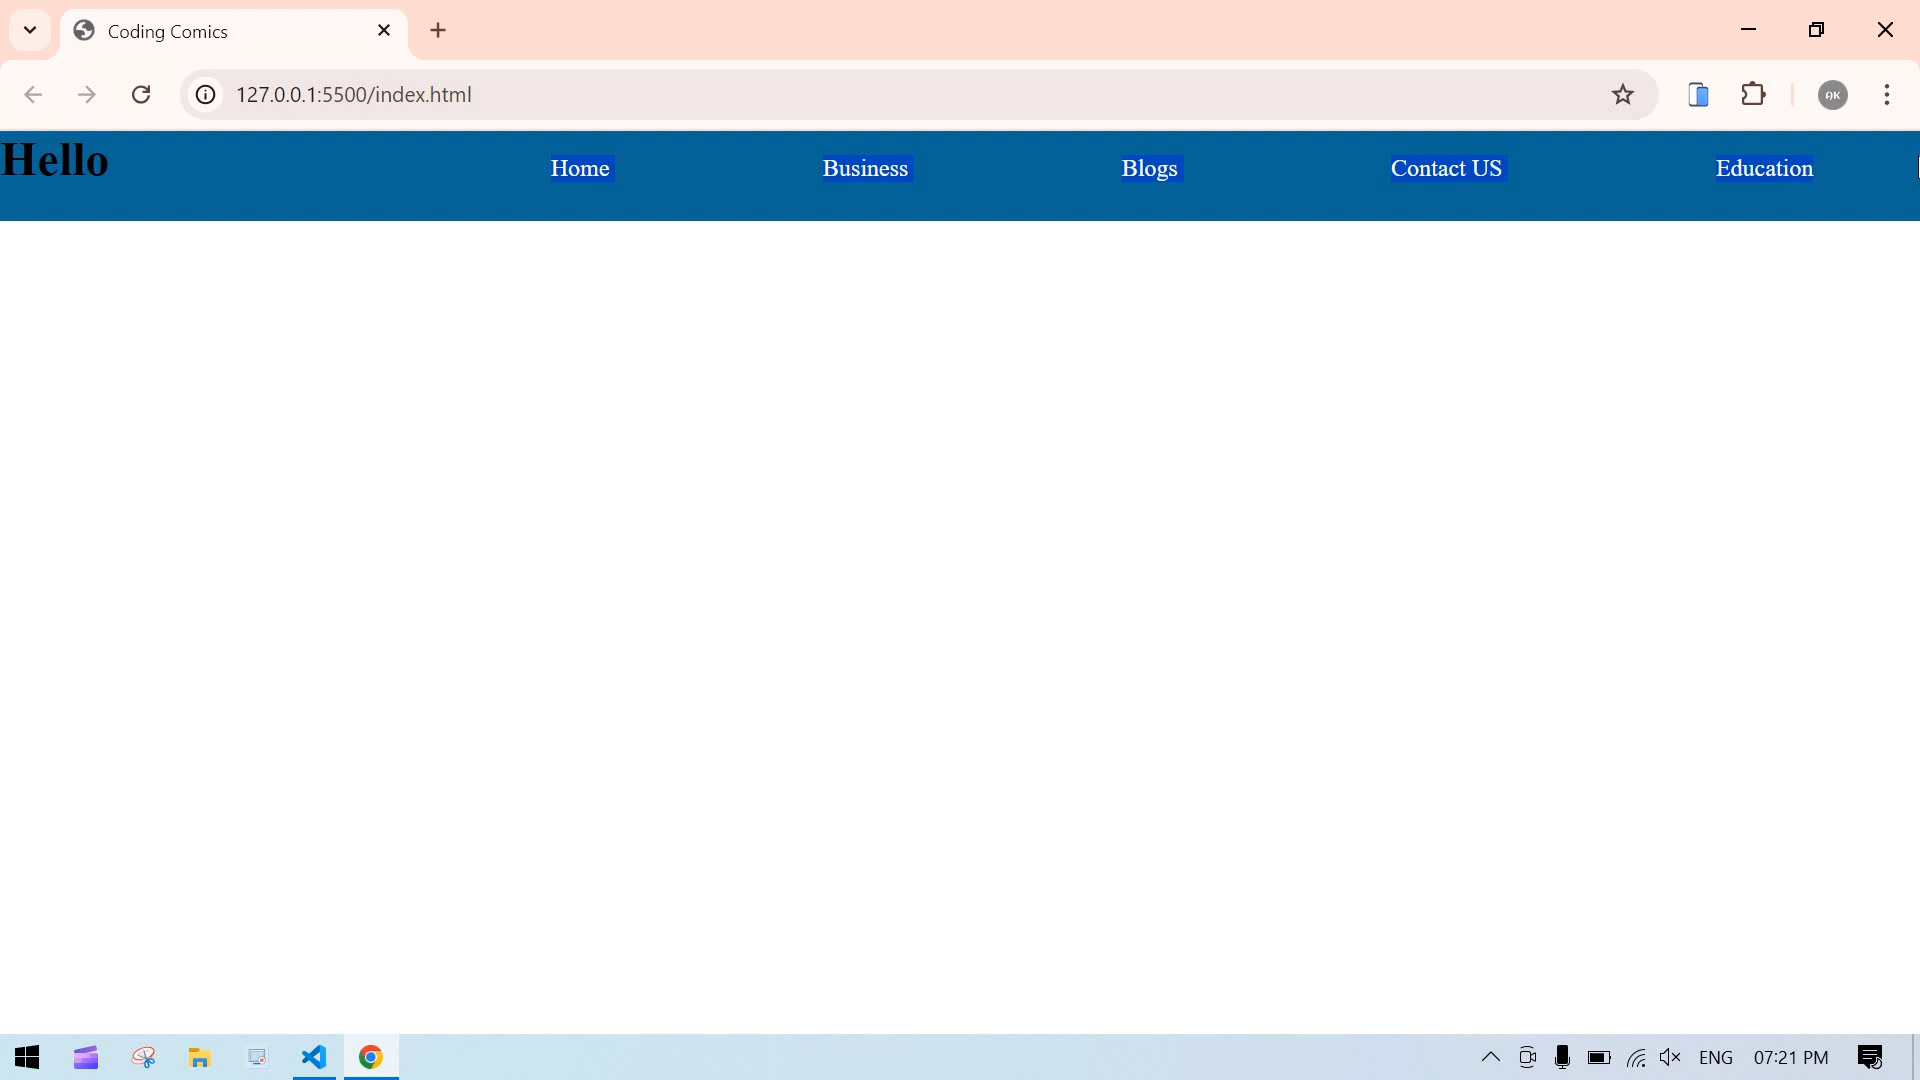 Coding Comics
127.0.0.1:5500/index.html
AK
Hello Home Business Blogs Contact US Education
ENG 07:21 PM